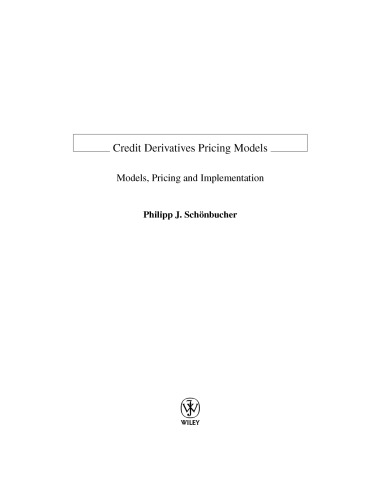 Credit Derivatives Pricing Models
Models, Pricing and Implementation
Philipp J. Schönbucher
WILEY